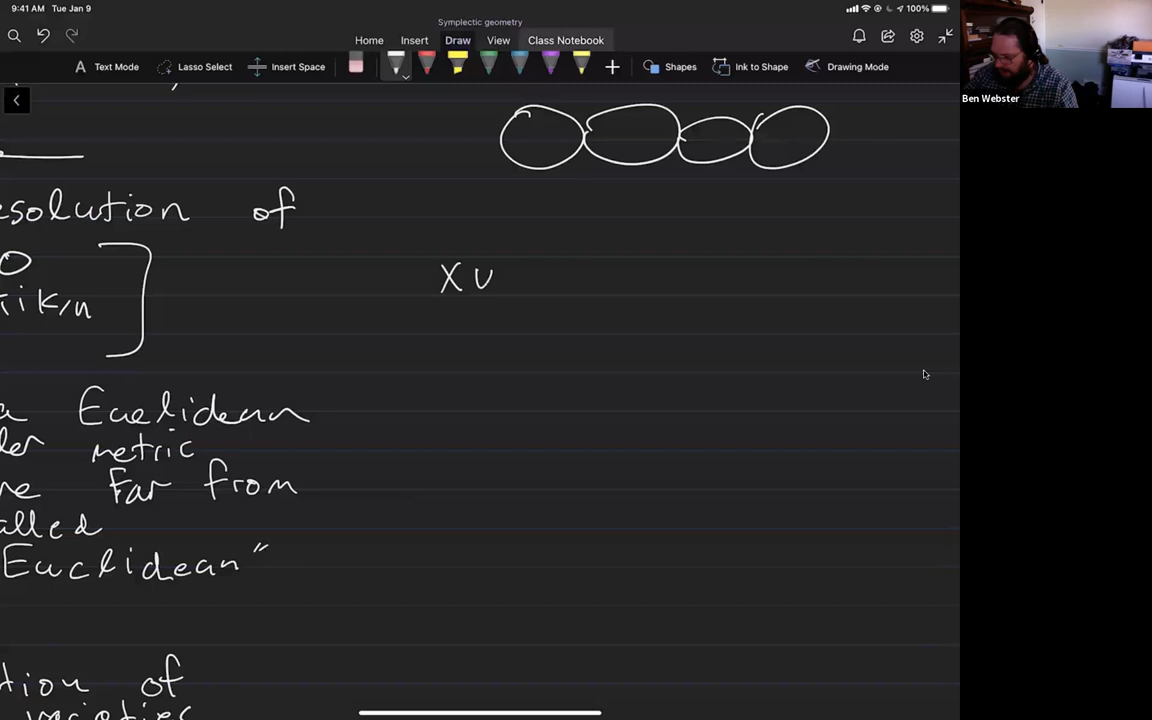 9:41 AM Tue Jan 9
100%
Symplectic geometry
Home Insert Draw View Class Notebook
Text Mode Lasso Select Insert Space Shapes Ink to Shape Drawing Mode
Ben Webster
esolution of
Euclidean
metric
Far from
alled
Euclidean"
X U
tion of
varieties